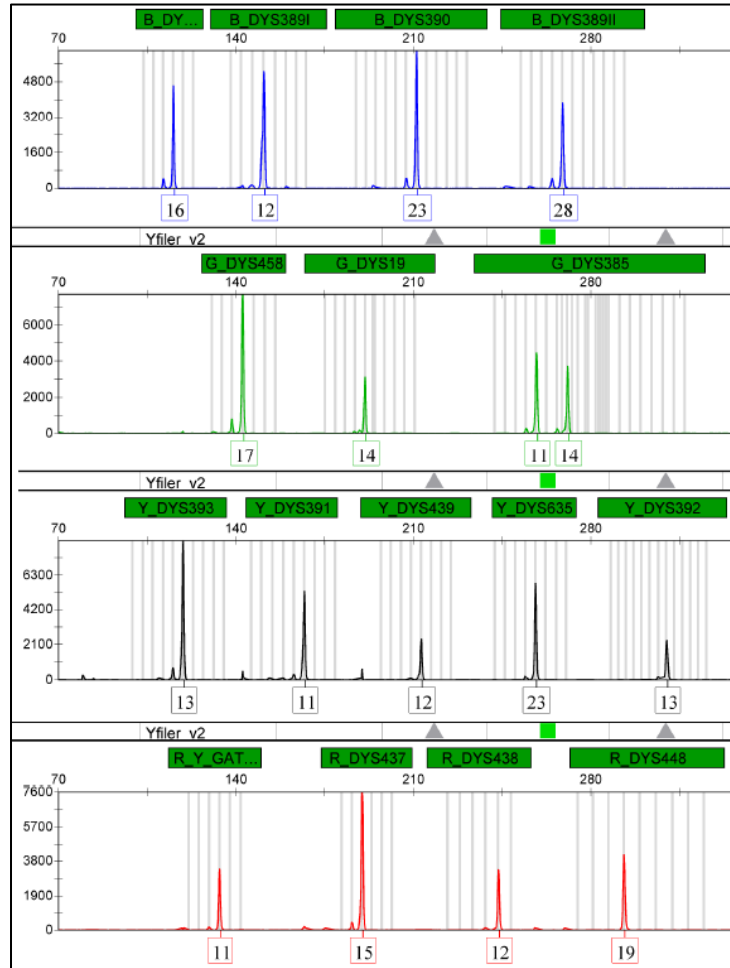 B_DY... B_DYS389I B_DYS390 B_DYS389II
70 140 210 280
4800
3200
1600
0
16 12 23 28
Yfiler_v2
G_DYS458 G_DYS19 G_DYS385
70 140 210 280
6000
4000
2000
0
17 14 11 14
Yfiler_v2
Y_DYS393 Y_DYS391 Y_DYS439 Y_DYS635 Y_DYS392
70 140 210 280
6300
4200
2100
0
13 11 12 23 13
Yfiler_v2
R_Y_GAT... R_DYS437 R_DYS438 R_DYS448
70 140 210 280
7600
5700
3800
1900
0
11 15 12 19